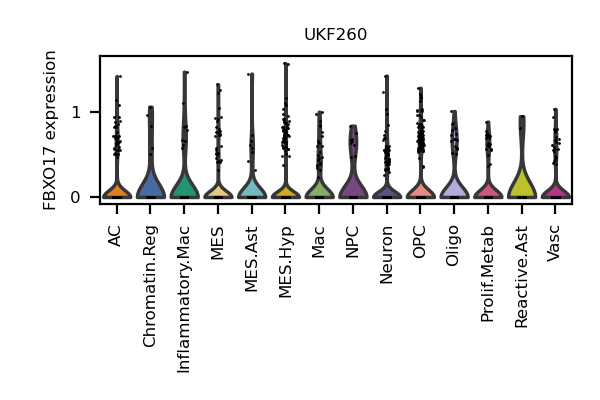 UKF260
FBXO17 expression
1
0
AC
Chromatin.Reg
Inflammatory.Mac
MES
MES.Ast
MES.Hyp
Mac
NPC
Neuron
OPC
Oligo
Prolif.Metab
Reactive.Ast
Vasc